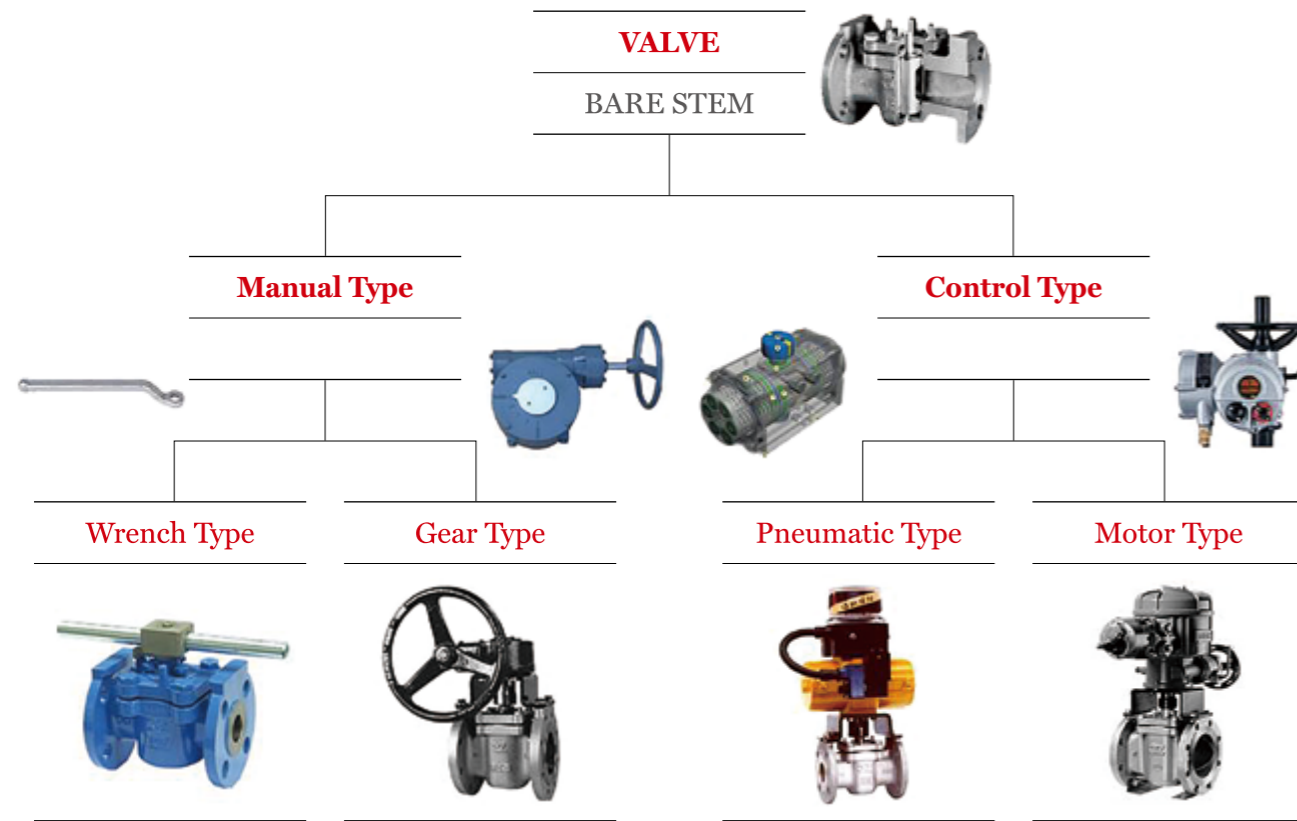 VALVE
BARE STEM
Manual Type
Control Type
Wrench Type
Gear Type
Pneumatic Type
Motor Type